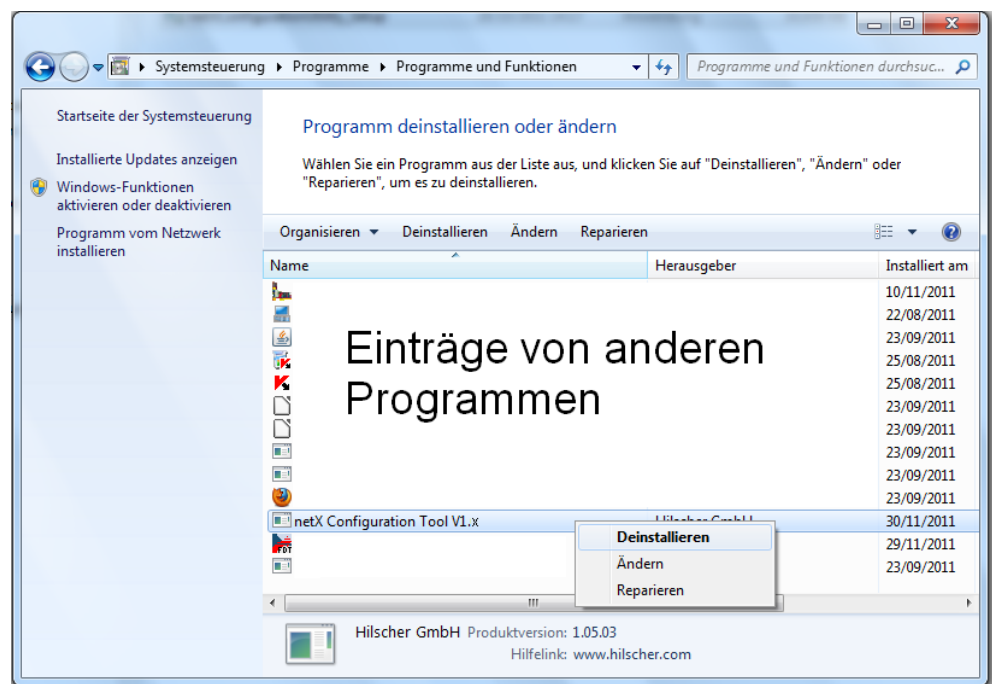 Systemsteuerung ▸ Programme ▸ Programme und Funktionen
Programme und Funktionen durchsuc...
Startseite der Systemsteuerung
Installierte Updates anzeigen
Windows-Funktionen
aktivieren oder deaktivieren
Programm vom Netzwerk
installieren
Programm deinstallieren oder ändern
Wählen Sie ein Programm aus der Liste aus, und klicken Sie auf "Deinstallieren", "Ändern" oder
"Reparieren", um es zu deinstallieren.
Organisieren Deinstallieren Ändern Reparieren
Name Herausgeber Installiert am
10/11/2011
22/08/2011
23/09/2011
25/08/2011
25/08/2011
23/09/2011
23/09/2011
23/09/2011
23/09/2011
23/09/2011
Einträge von anderen
Programmen
netX Configuration Tool V1.x Hilscher GmbH 30/11/2011
FDT 29/11/2011
23/09/2011
Deinstallieren
Ändern
Reparieren
Hilscher GmbH Produktversion: 1.05.03
Hilfelink: www.hilscher.com